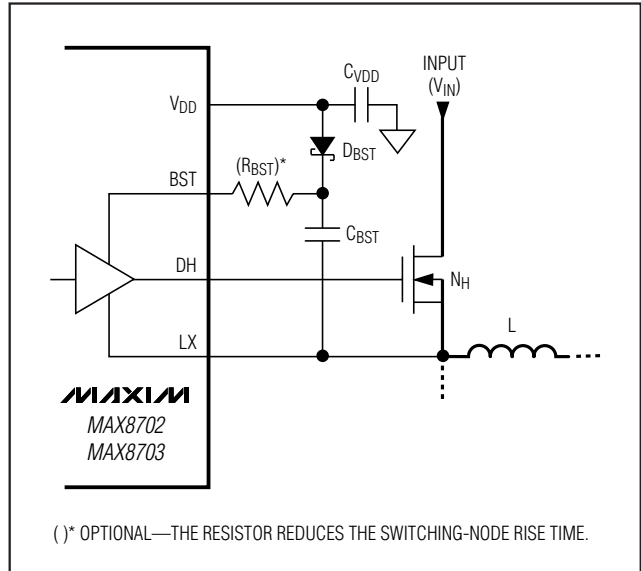 C_VDD
INPUT
(V_IN)
V_DD
D_BST
(R_BST)*
BST
C_BST
DH
N_H
L
LX
MAXIM
MAX8702
MAX8703
( )* OPTIONAL—THE RESISTOR REDUCES THE SWITCHING-NODE RISE TIME.